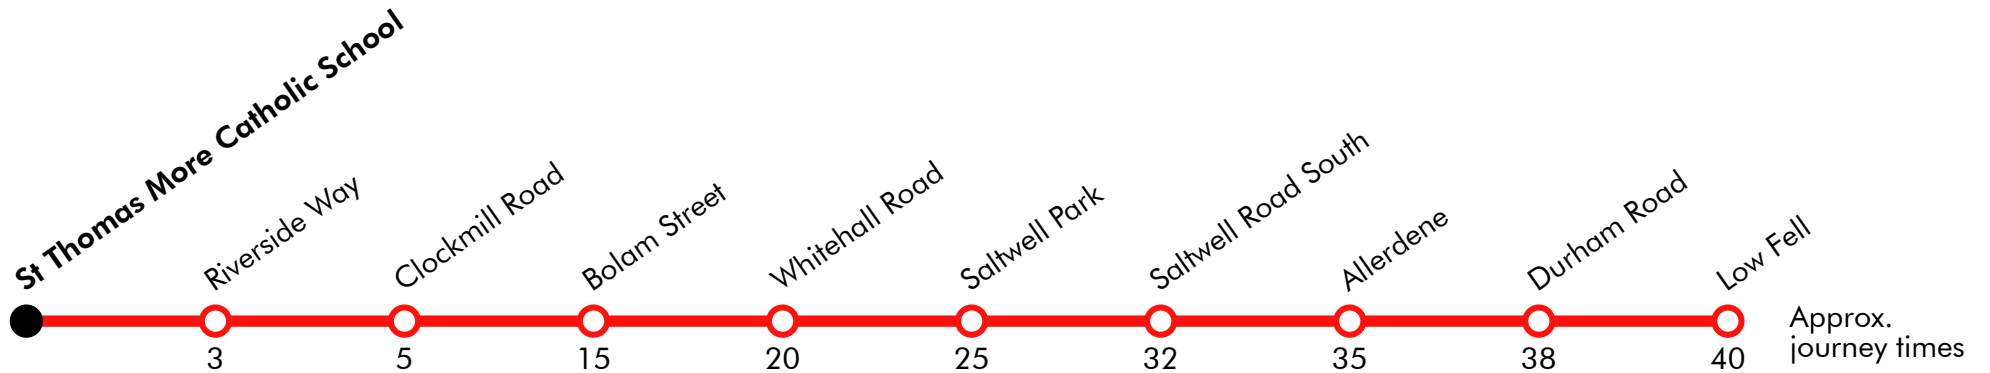 St Thomas More Catholic School
Riverside Way
Clockmill Road
Bolam Street
Whitehall Road
Saltwell Park
Saltwell Road South
Allerdene
Durham Road
Low Fell
3 5 15 20 25 32 35 38 40
Approx.
journey times